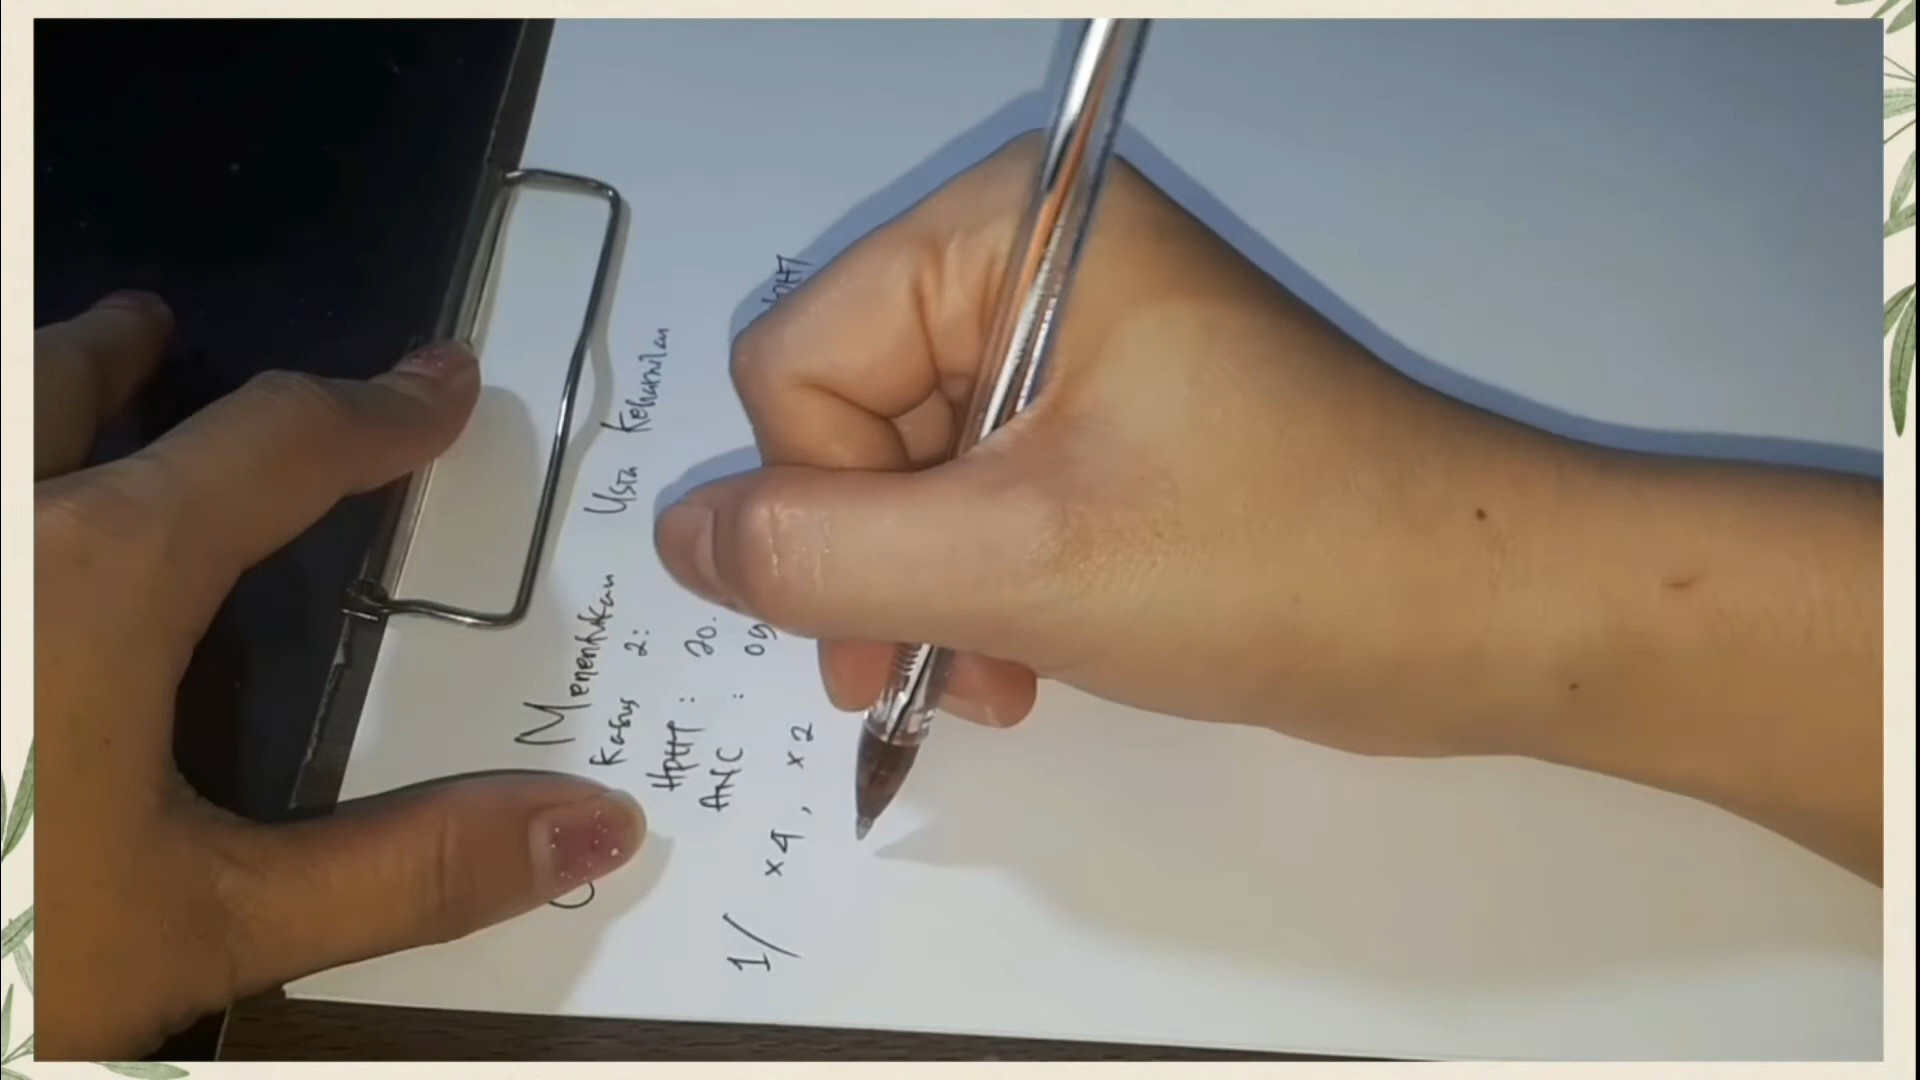 Menentukan Usia Kehamilan
Kasus 2:
HPHT : 20.
ANC : 09
1/ x4, x2